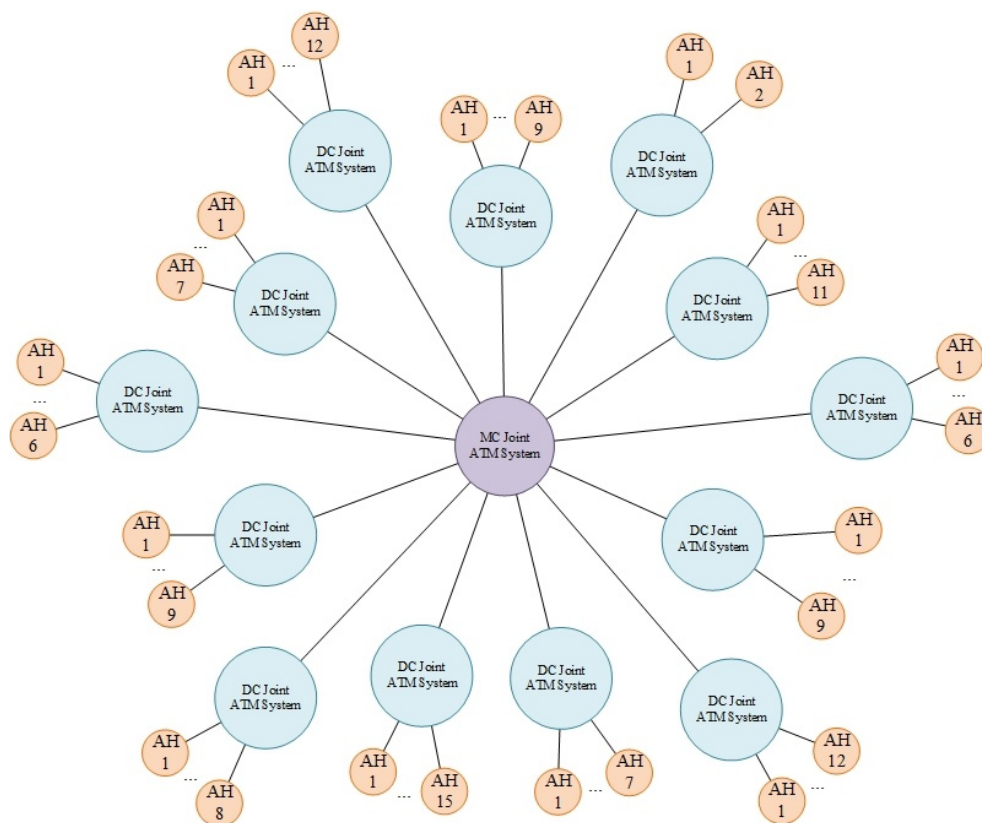 AH
12
AH
1
...
DC Joint
ATM System
AH
1
...
AH
9
DC Joint
ATM System
AH
1
AH
2
DC Joint
ATM System
AH
1
...
AH
7
DC Joint
ATM System
AH
1
...
AH
11
DC Joint
ATM System
AH
1
...
AH
6
DC Joint
ATM System
MC Joint
ATM System
DC Joint
ATM System
AH
1
...
AH
6
AH
1
...
AH
9
DC Joint
ATM System
DC Joint
ATM System
AH
1
...
AH
9
DC Joint
ATM System
AH
1
...
AH
8
DC Joint
ATM System
AH
1
...
AH
15
DC Joint
ATM System
AH
1
...
AH
7
DC Joint
ATM System
AH
12
...
AH
1